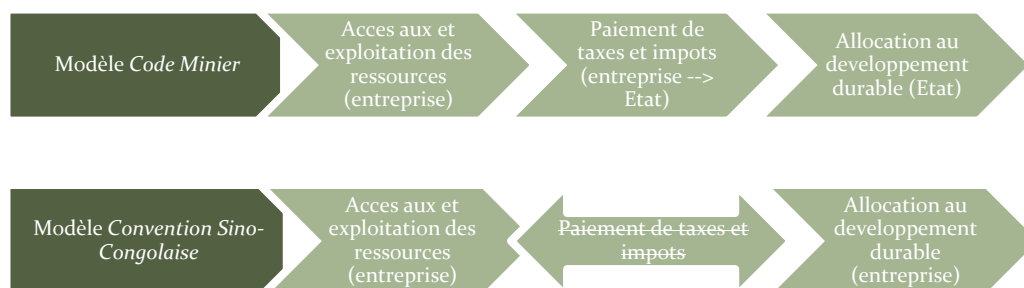 Modèle Code Minier
Acces aux et
exploitation des
ressources
(entreprise)
Paiement de
taxes et impots
(entreprise -->
Etat)
Allocation au
developpement
durable (Etat)
Modèle Convention Sino-
Congolaise
Acces aux et
exploitation des
ressources
(entreprise)
Paiement de taxes et
impots
Allocation au
developpement
durable
(entreprise)